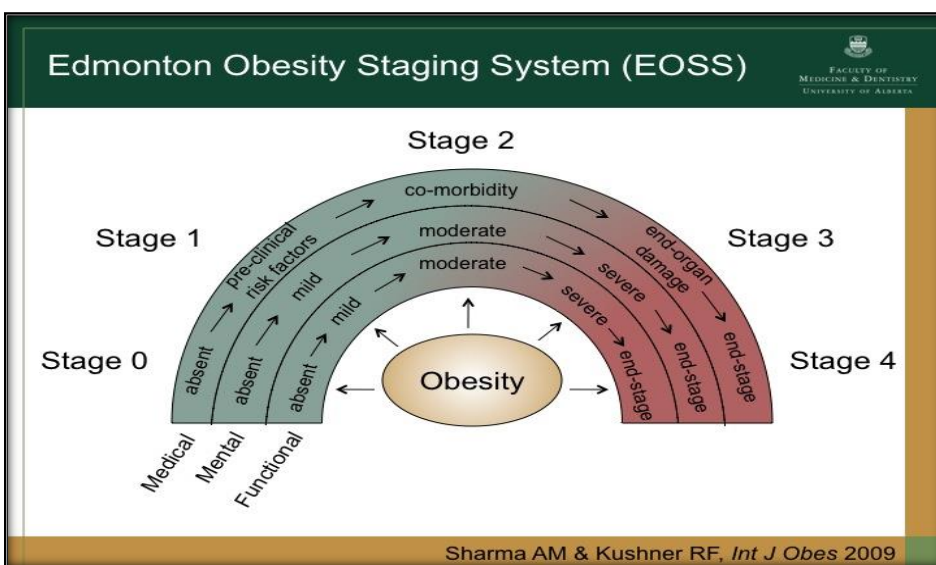 Edmonton Obesity Staging System (EOSS)
FACULTY OF
MEDICINE & DENTISTRY
UNIVERSITY OF ALBERTA
Stage 0
Stage 1
Stage 2
Stage 3
Stage 4
absent
pre-clinical
risk factors
co-morbidity
end-organ
damage
end-stage
absent
mild
moderate
severe
end-stage
absent
mild
moderate
severe
end-stage
Obesity
Medical
Mental
Functional
Sharma AM & Kushner RF, Int J Obes 2009